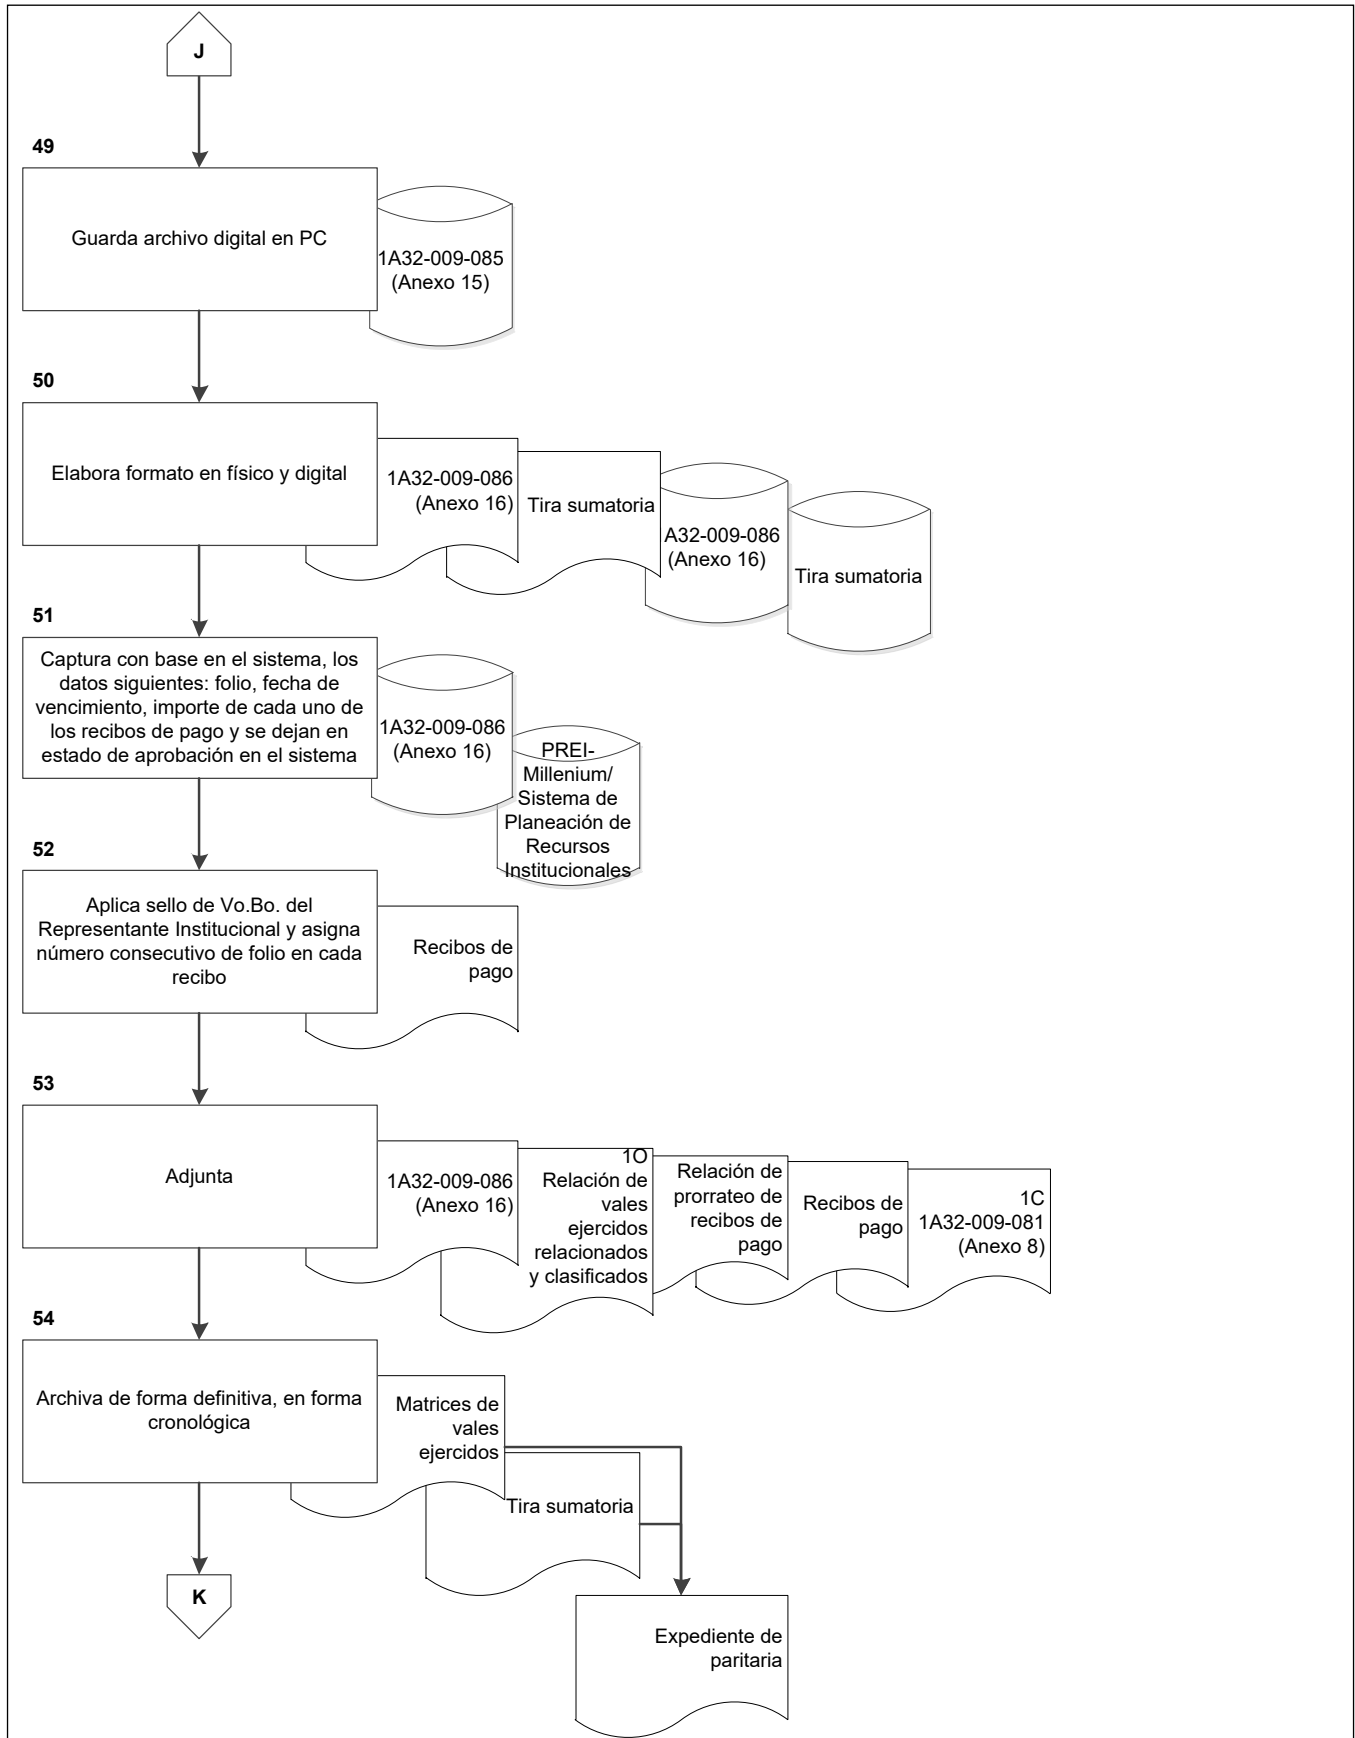 J
49
Guarda archivo digital en PC
1A32-009-085
(Anexo 15)
50
Elabora formato en físico y digital
1A32-009-086
(Anexo 16)
Tira sumatoria
A32-009-086
(Anexo 16)
Tira sumatoria
51
Captura con base en el sistema, los
datos siguientes: folio, fecha de
vencimiento, importe de cada uno de
los recibos de pago y se dejan en
estado de aprobación en el sistema
1A32-009-086
(Anexo 16)
PREI-
Millenium/
Sistema de
Planeación de
Recursos
Institucionales
52
Aplica sello de Vo.Bo. del
Representante Institucional y asigna
número consecutivo de folio en cada
recibo
Recibos de
pago
53
Adjunta
1A32-009-086
(Anexo 16)
1O
Relación de
vales
ejercidos
relacionados
y clasificados
Relación de
prorrateo de
recibos de
pago
Recibos de
pago
1C
1A32-009-081
(Anexo 8)
54
Archiva de forma definitiva, en forma
cronológica
Matrices de
vales
ejercidos
Tira sumatoria
K
Expediente de
paritaria